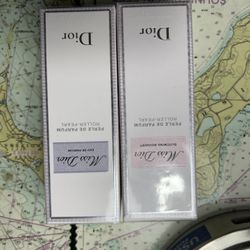 Dior
ROLLER-PEARL
PERLE DE PARFUM
Miss Dior
EAU DE PARFUM
Dior
ROLLER-PEARL
PERLE DE PARFUM
Miss Dior
BLOOMING BOUQUET